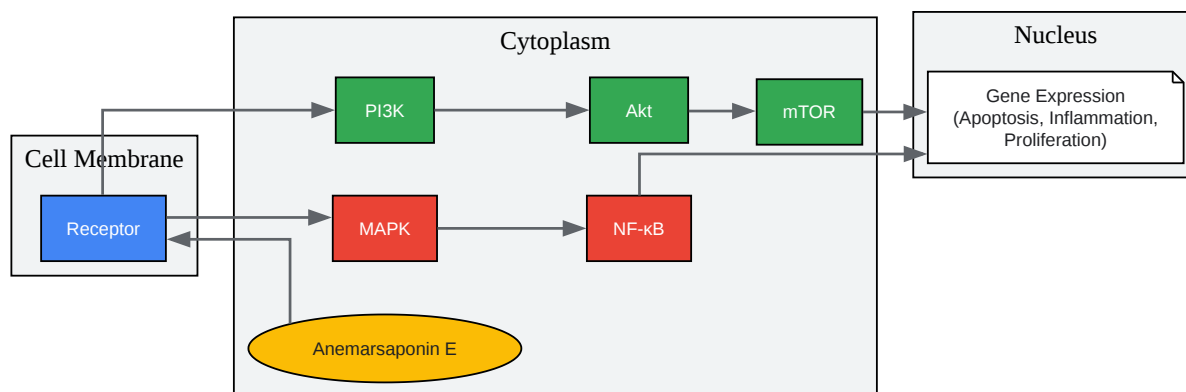 Cytoplasm
Nucleus
Cell Membrane
PI3K
Akt
mTOR
Gene Expression
(Apoptosis, Inflammation,
Proliferation)
Receptor
MAPK
NF-κB
Anemarsaponin E